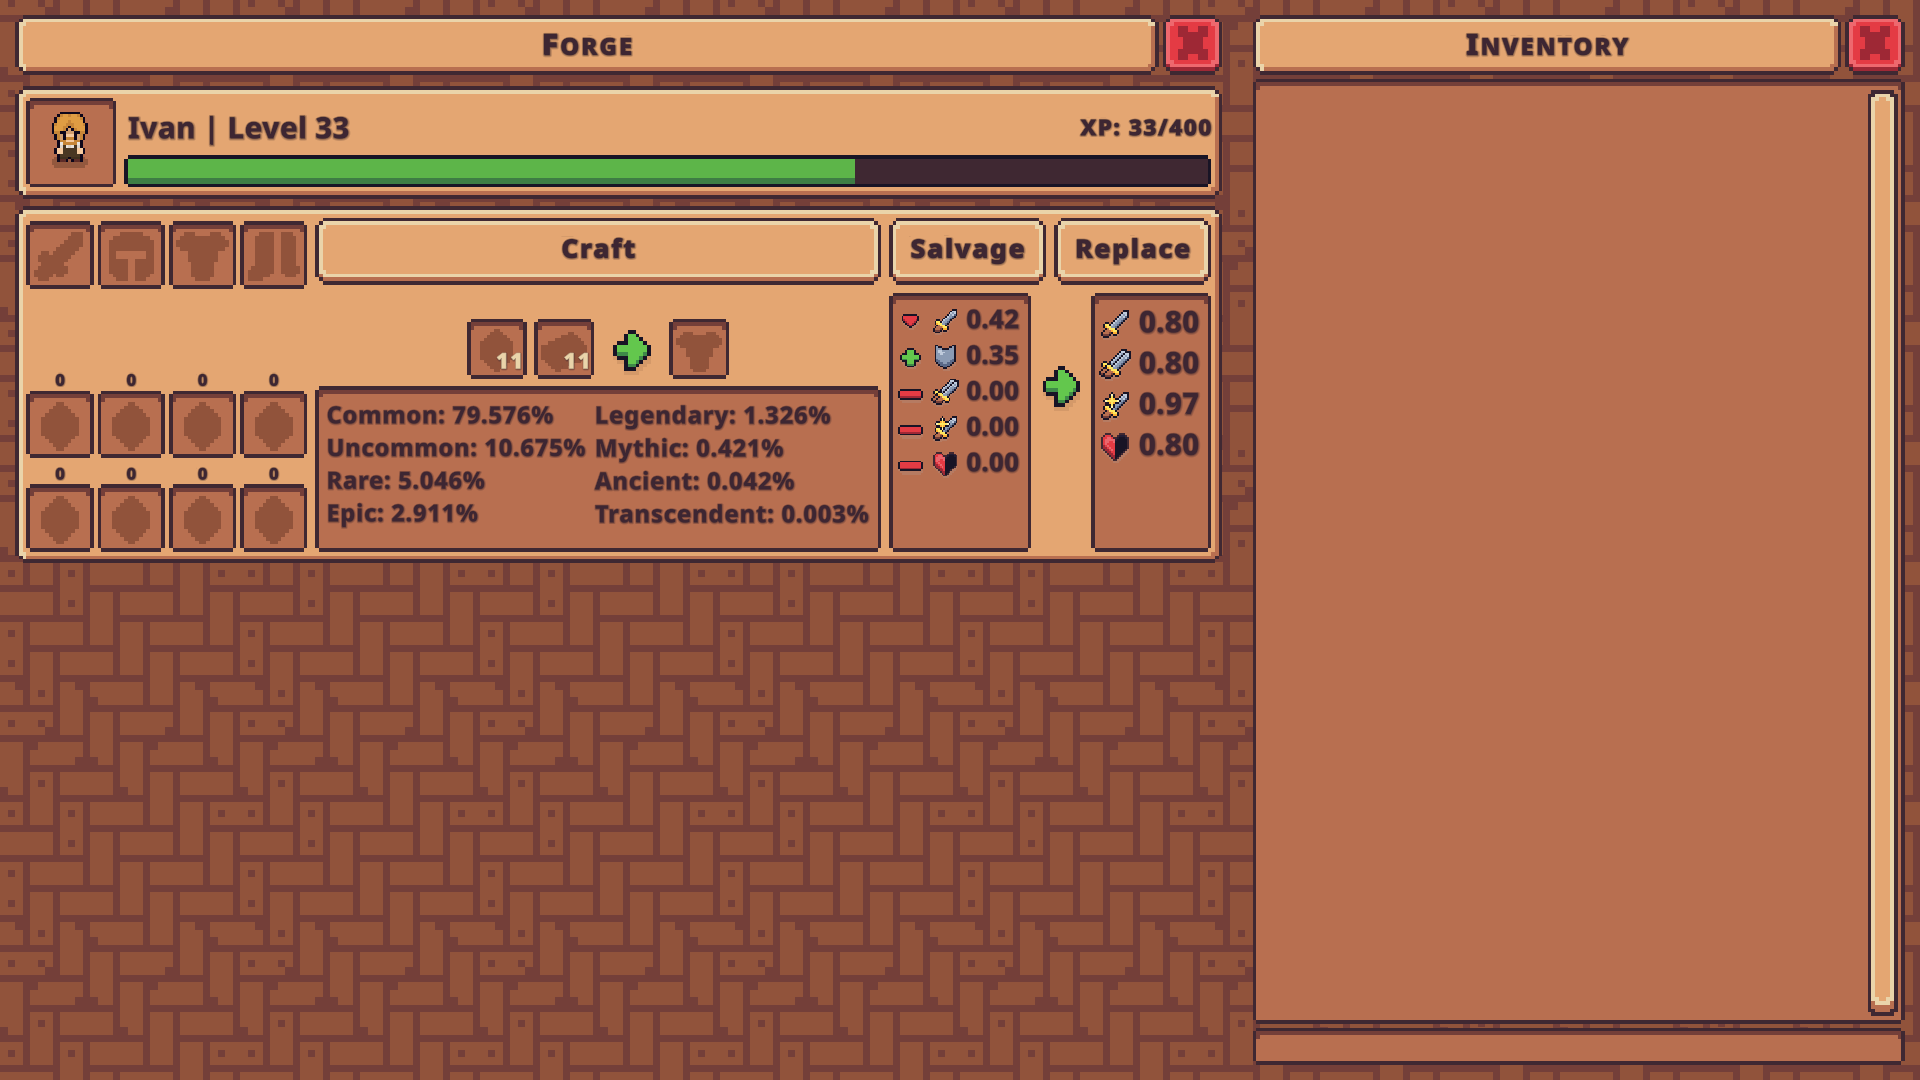 Forge
Inventory
Ivan | Level 33
XP: 33/400
Craft
Salvage
Replace
11
11
0 0 0 0
0 0 0 0
Common: 79.576%
Uncommon: 10.675%
Rare: 5.046%
Epic: 2.911%
Legendary: 1.326%
Mythic: 0.421%
Ancient: 0.042%
Transcendent: 0.003%
0.42
0.35
0.00
0.00
0.00
0.80
0.80
0.97
0.80